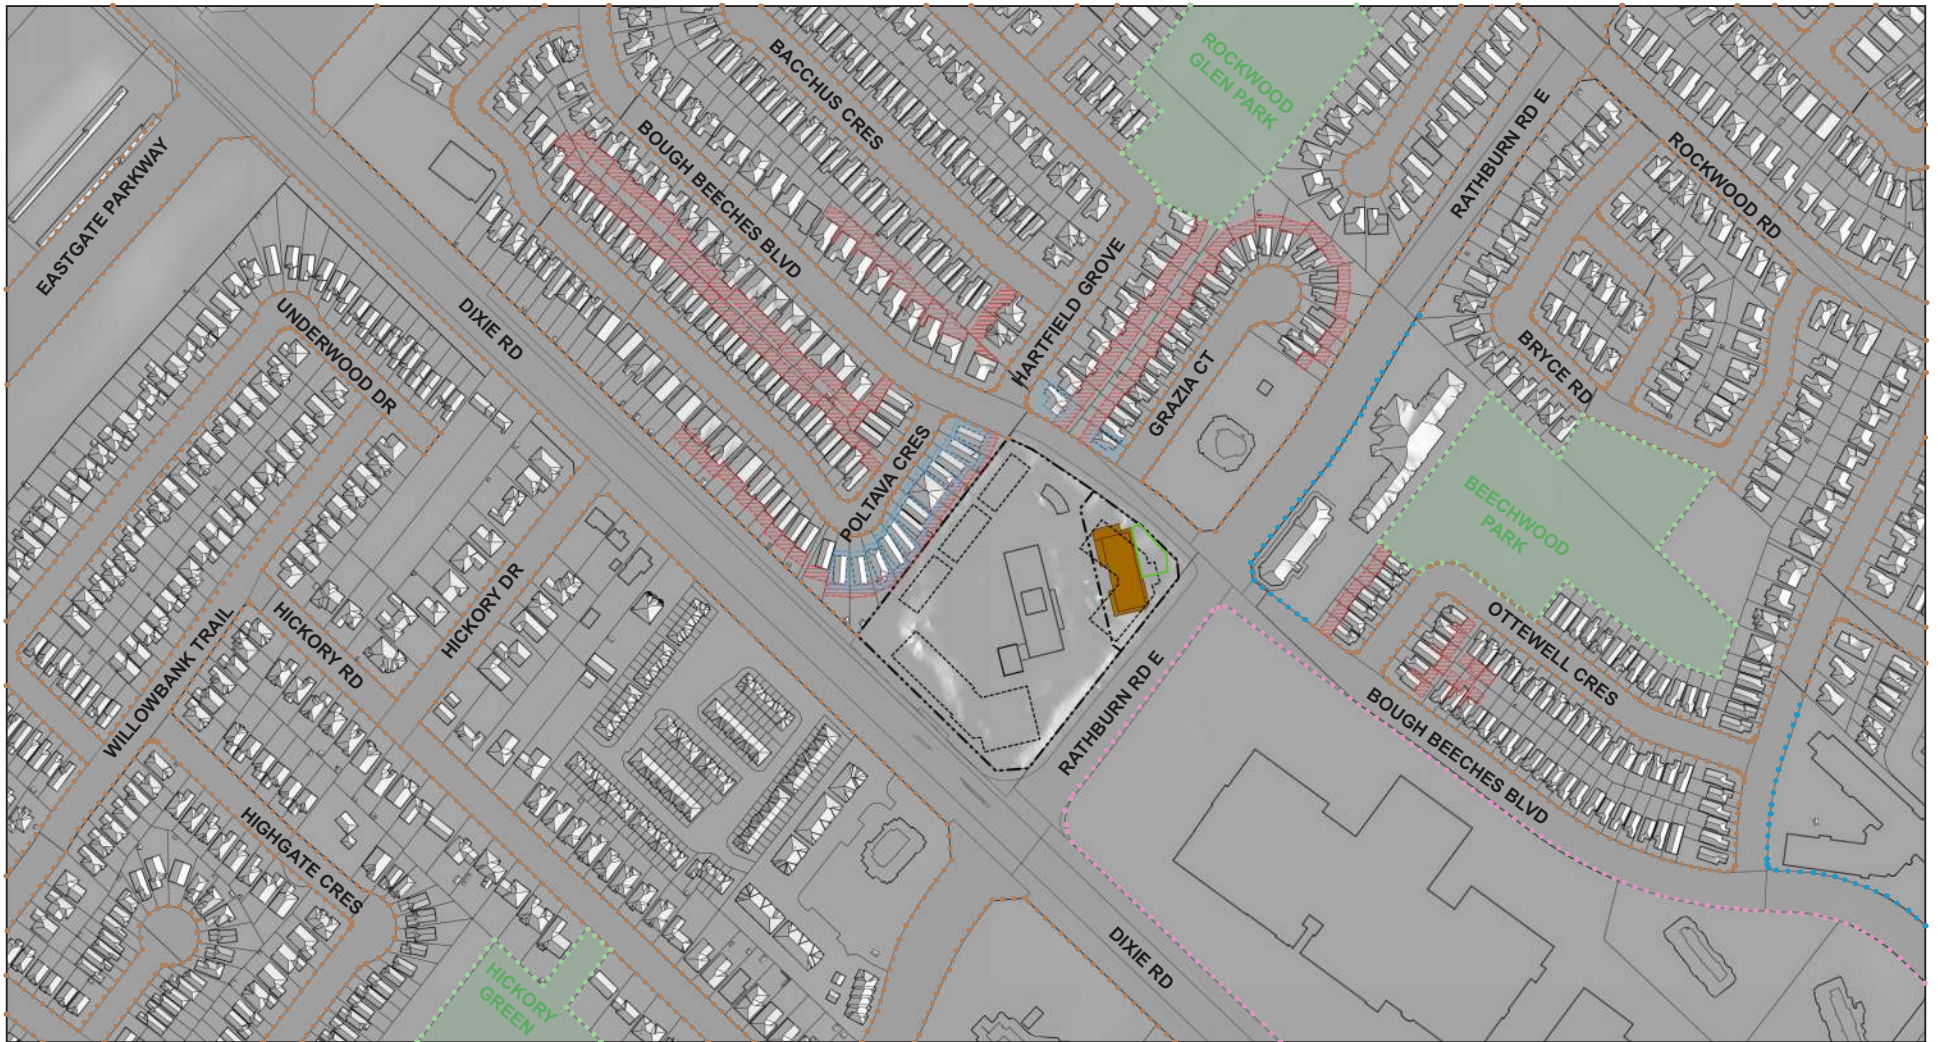 BACCHUS CRES
ROCKWOOD
GLEN PARK
BOUGH BEECHES BLVD
RATHBURN RD E
ROCKWOOD RD
EASTGATE PARKWAY
UNDERWOOD DR
DIXIE RD
HARTFIELD GROVE
GRAZIA CT
BRYCE RD
POLTAVA CRES
BEECHWOOD
PARK
HICKORY DR
OTTEWELL CRES
WILLOWBANK TRAIL
HICKORY RD
RATHBURN RD E
BOUGH BEECHES BLVD
HIGHGATE CRES
DIXIE RD
HICKORY
GREEN